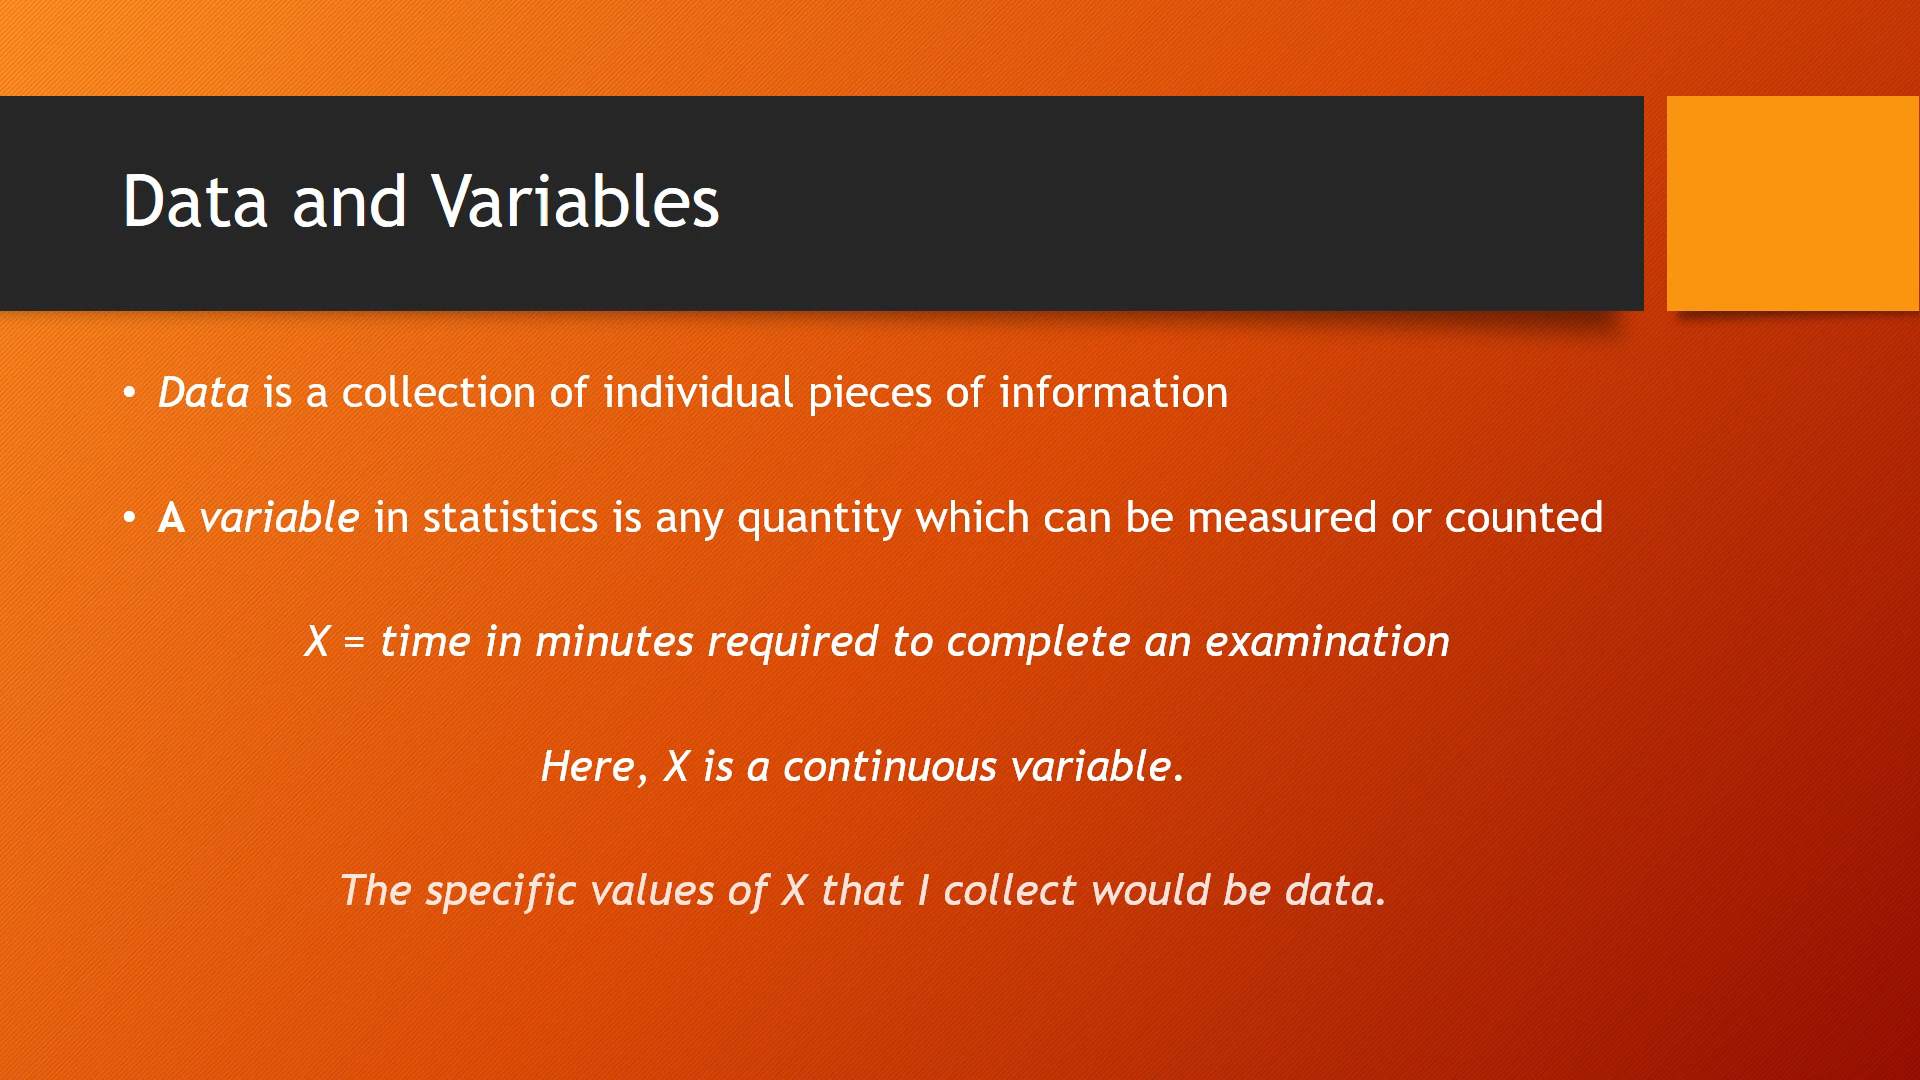 Data and Variables
• Data is a collection of individual pieces of information
• A variable in statistics is any quantity which can be measured or counted
X = time in minutes required to complete an examination
Here, X is a continuous variable.
The specific values of X that I collect would be data.